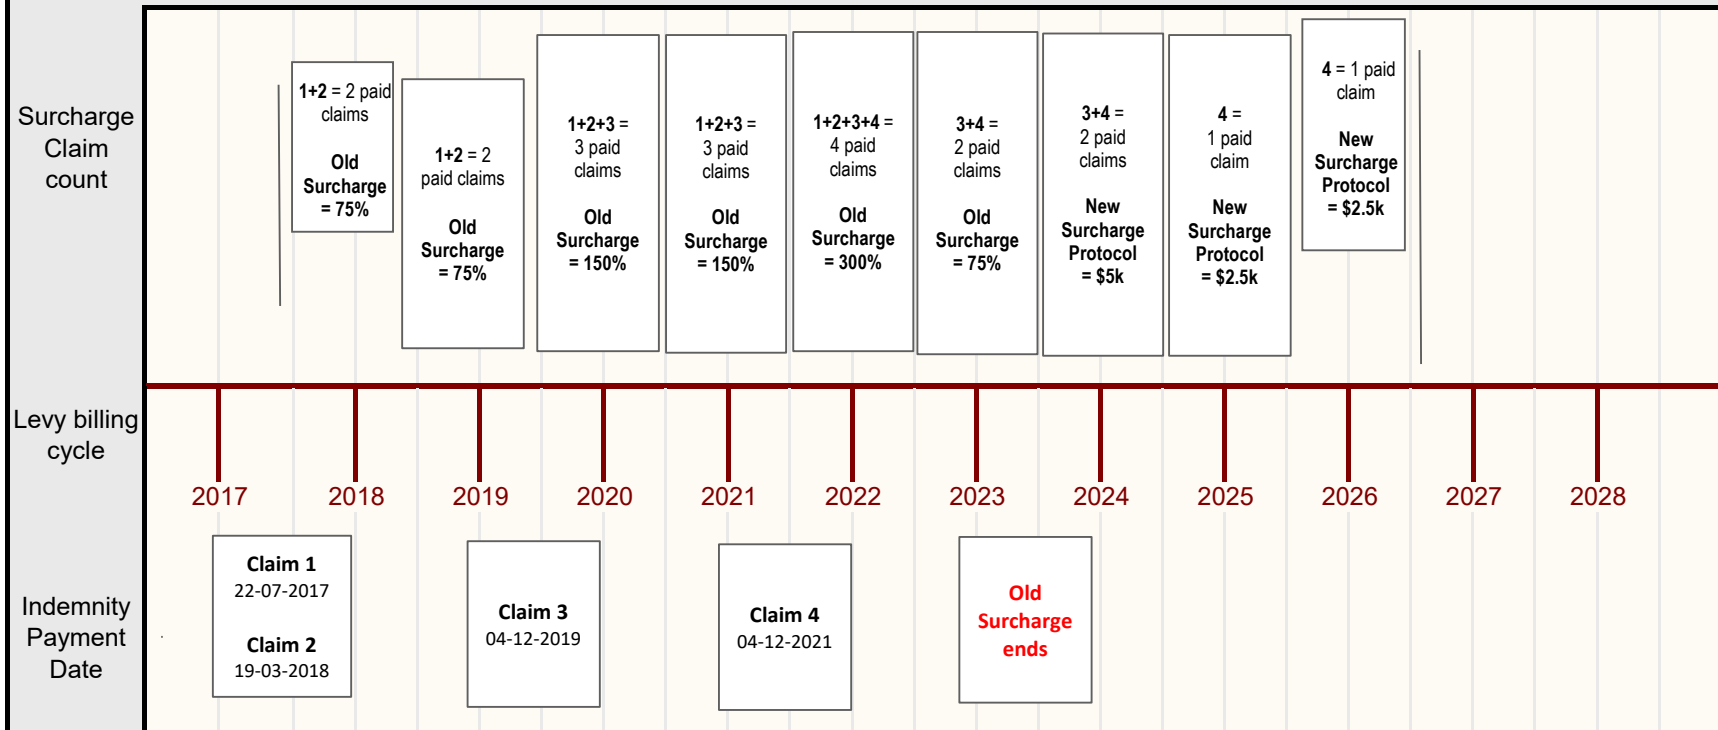 Surcharge
Claim
count
1+2 = 2 paid
claims
Old
Surcharge
= 75%
1+2 = 2
paid claims
Old
Surcharge
= 75%
1+2+3 =
3 paid
claims
Old
Surcharge
= 150%
1+2+3 =
3 paid
claims
Old
Surcharge
= 150%
1+2+3+4 =
4 paid
claims
Old
Surcharge
= 300%
3+4 =
2 paid
claims
Old
Surcharge
= 75%
3+4 =
2 paid
claims
New
Surcharge
Protocol
= $5k
4 =
1 paid
claim
New
Surcharge
Protocol
= $2.5k
4 = 1 paid
claim
New
Surcharge
Protocol
= $2.5k
Levy billing
cycle
2017
2018
2019
2020
2021
2022
2023
2024
2025
2026
2027
2028
Indemnity
Payment
Date
Claim 1
22-07-2017
Claim 2
19-03-2018
Claim 3
04-12-2019
Claim 4
04-12-2021
Old
Surcharge
ends